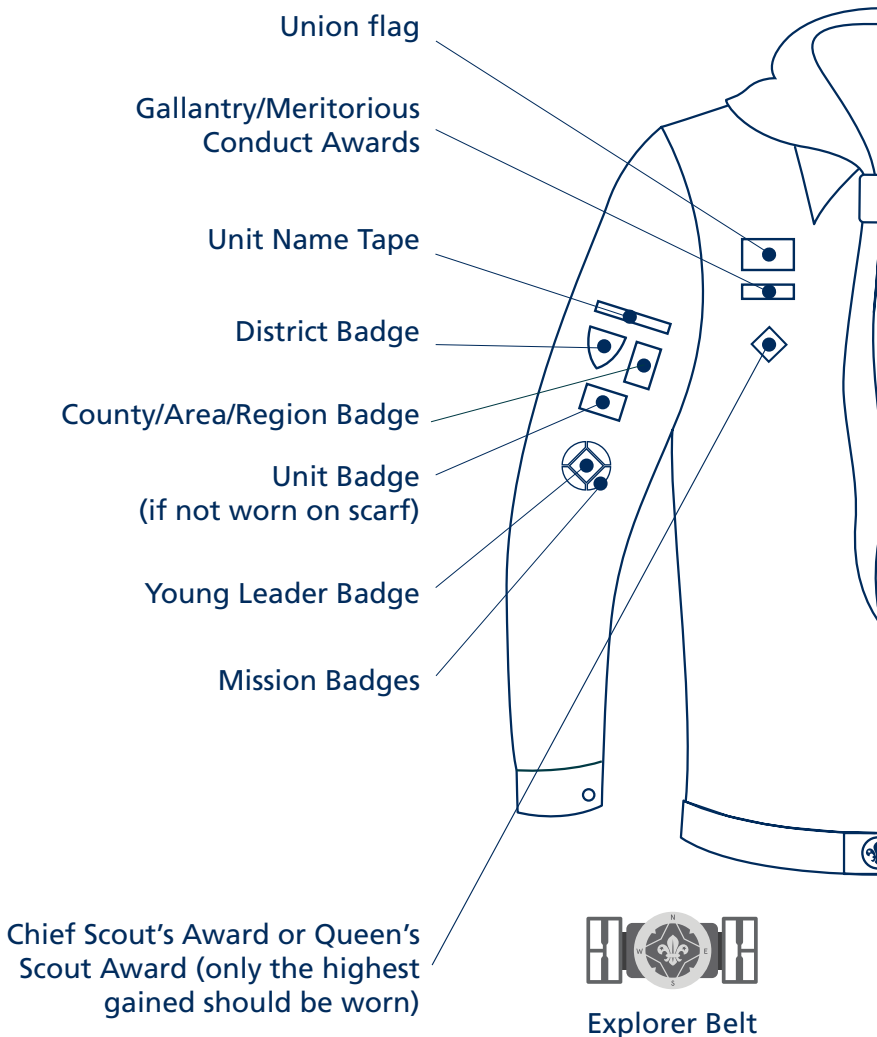 Union flag
Gallantry/Meritorious
Conduct Awards
Unit Name Tape
District Badge
County/Area/Region Badge
Unit Badge
(if not worn on scarf)
Young Leader Badge
Mission Badges
Chief Scout's Award or Queen's
Scout Award (only the highest
gained should be worn)
N
W E
S
Explorer Belt